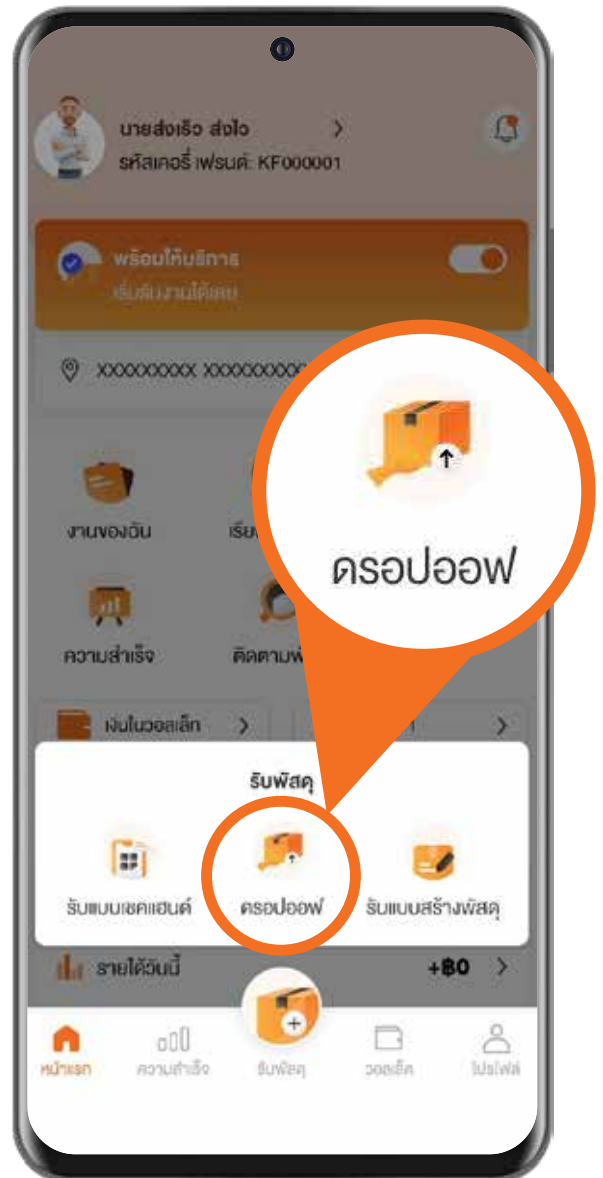 นายส่งเร็ว ส่งไว
รหัสเคอรี่ เฟรนด์: KF000001
พร้อมให้บริการ
เริ่มรับงานได้เลย
XXXXXXXXX XXXXXXXXXX
งานของฉัน
ความสำเร็จ
ดรอปออฟ
เงินในวอลเล็ท
รับพัสดุ
รับแบบเชคแฮนด์
ดรอปออฟ
รับแบบสร้างพัสดุ
รายได้วันนี้ +฿0
หน้าแรก ความสำเร็จ รับพัสดุ วอลเล็ต โปรไฟล์